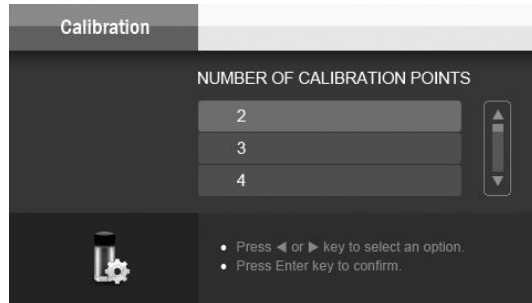 Calibration
NUMBER OF CALIBRATION POINTS
2
3
4
• Press ◀ or ▶ key to select an option.
• Press Enter key to confirm.